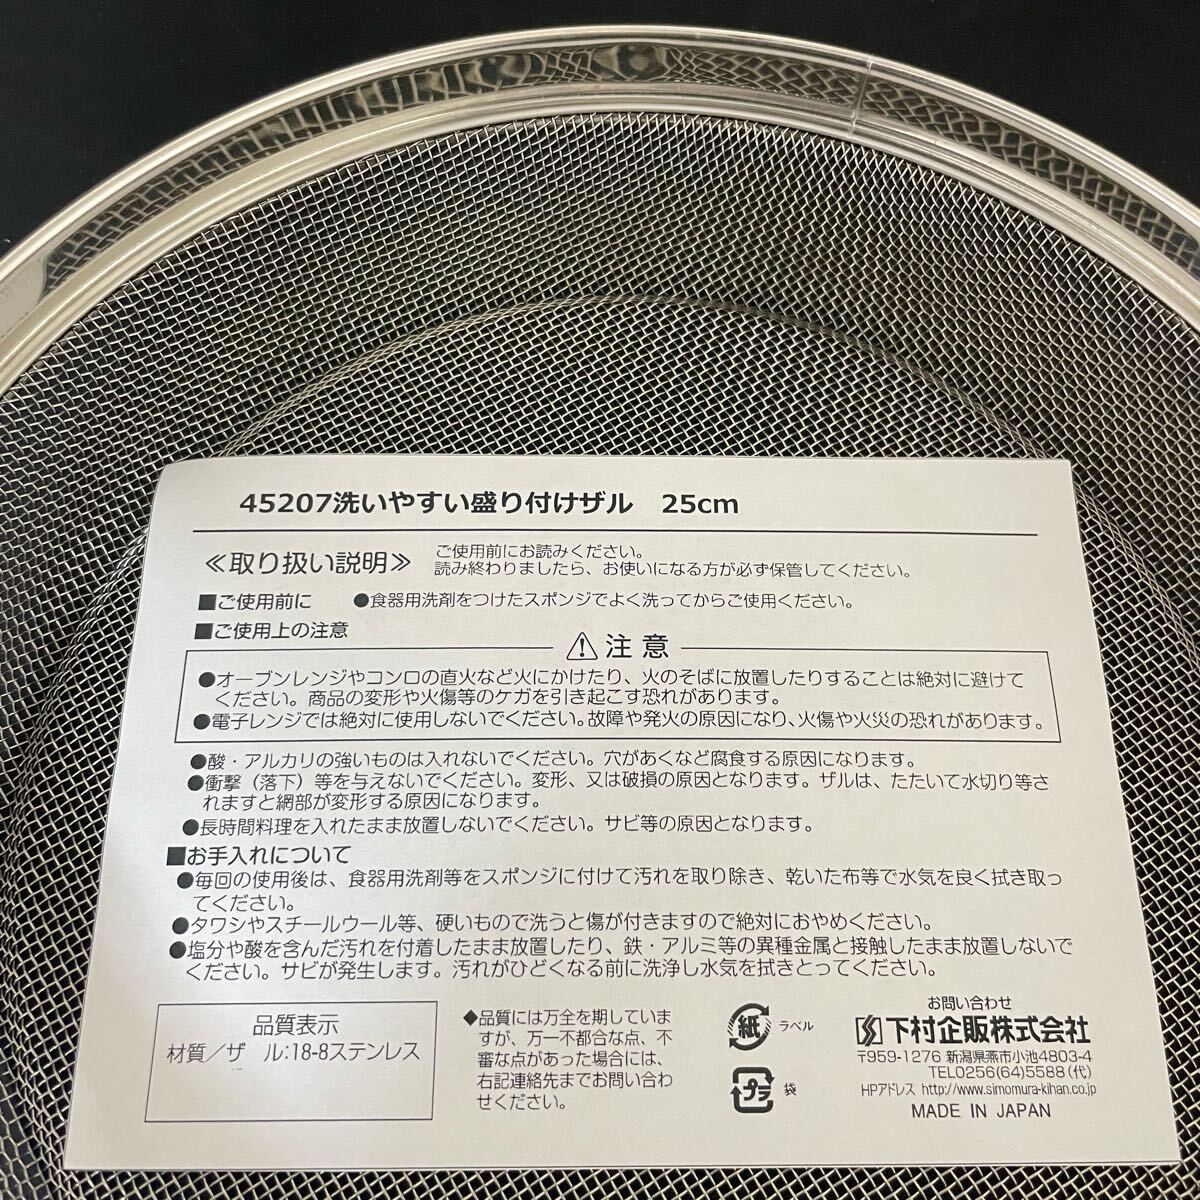 45207洗いやすい盛り付けザル　25cm
≪取り扱い説明≫
ご使用前にお読みください。
読み終わりましたら、お使いになる方が必ず保管してください。
■ご使用前に　●食器用洗剤をつけたスポンジでよく洗ってからご使用ください。
■ご使用上の注意
⚠注意
●オーブンレンジやコンロの直火など火にかけたり、火のそばに放置したりすることは絶対に避けて
ください。商品の変形や火傷等のケガを引き起こす恐れがあります。
●電子レンジでは絶対に使用しないでください。故障や発火の原因になり、火傷や火災の恐れがあります。
●酸・アルカリの強いものは入れないでください。穴があくなど腐食する原因になります。
●衝撃（落下）等を与えないでください。変形、又は破損の原因となります。ザルは、たたいて水切り等さ
れますと網部が変形する原因になります。
●長時間料理を入れたまま放置しないでください。サビ等の原因となります。
■お手入れについて
●毎回の使用後は、食器用洗剤等をスポンジに付けて汚れを取り除き、乾いた布等で水気を良く拭き取っ
てください。
●タワシやスチールウール等、硬いもので洗うと傷が付きますので絶対におやめください。
●塩分や酸を含んだ汚れを付着したまま放置したり、鉄・アルミ等の異種金属と接触したまま放置しないで
ください。サビが発生します。汚れがひどくなる前に洗浄し水気を拭きとってください。
品質表示
材質／ザ　ル:18-8ステンレス
◆品質には万全を期していま
すが、万一不都合な点、不
審な点があった場合には、
右記連絡先までお問い合わ
せください。
紙 ラベル
プラ 袋
お問い合わせ
下村企販株式会社
〒959-1276 新潟県燕市小池4803-4
TEL0256(64)5588(代)
HPアドレス http://www.simomura-kihan.co.jp
MADE IN JAPAN